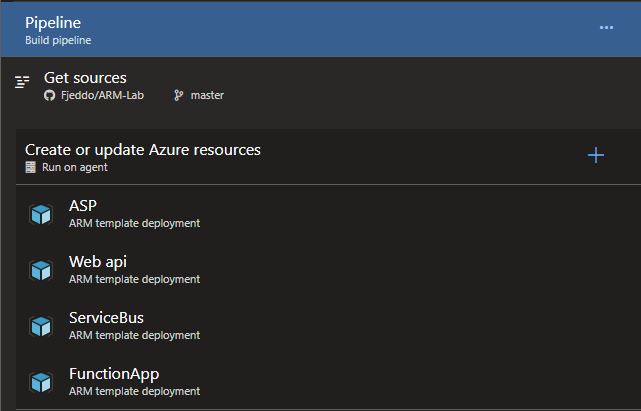 Pipeline
Build pipeline
Get sources
Fjeddo/ARM-Lab master
Create or update Azure resources
Run on agent
ASP
ARM template deployment
Web api
ARM template deployment
ServiceBus
ARM template deployment
FunctionApp
ARM template deployment